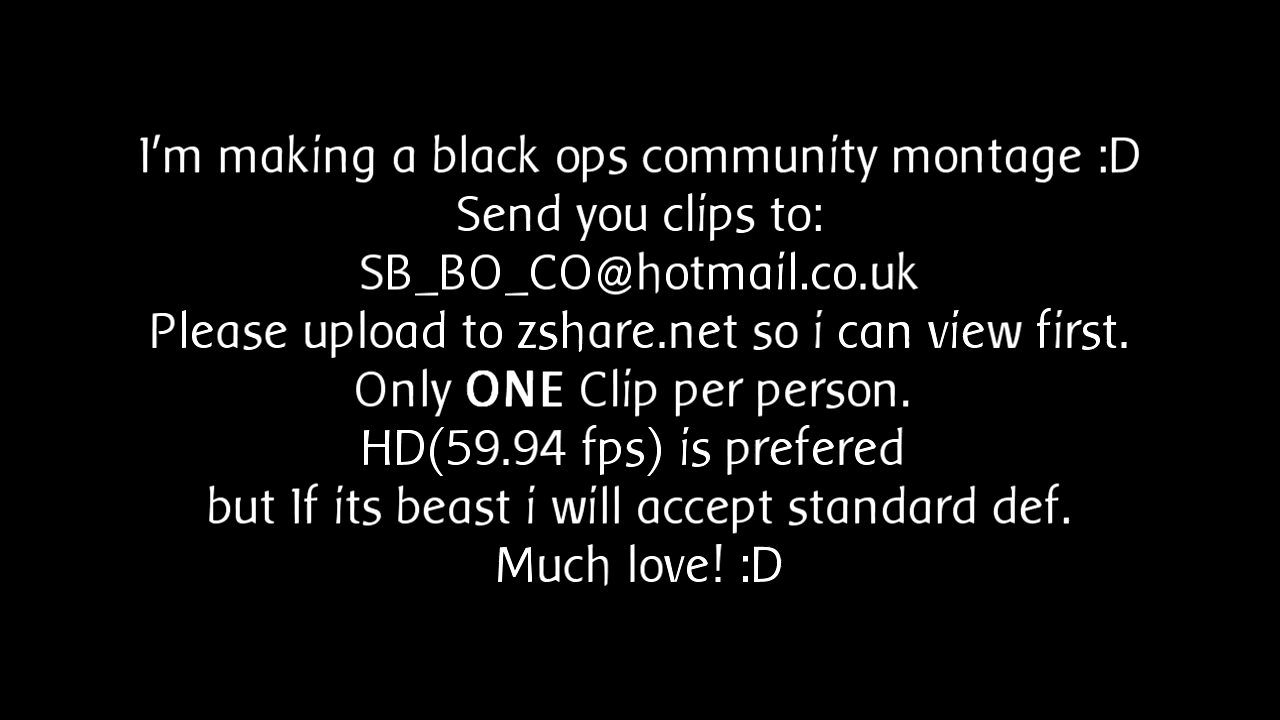 I'm making a black ops community montage :D
Send you clips to:
SB_BO_CO@hotmail.co.uk
Please upload to zshare.net so i can view first.
Only ONE Clip per person.
HD(59.94 fps) is prefered
but If its beast i will accept standard def.
Much love! :D